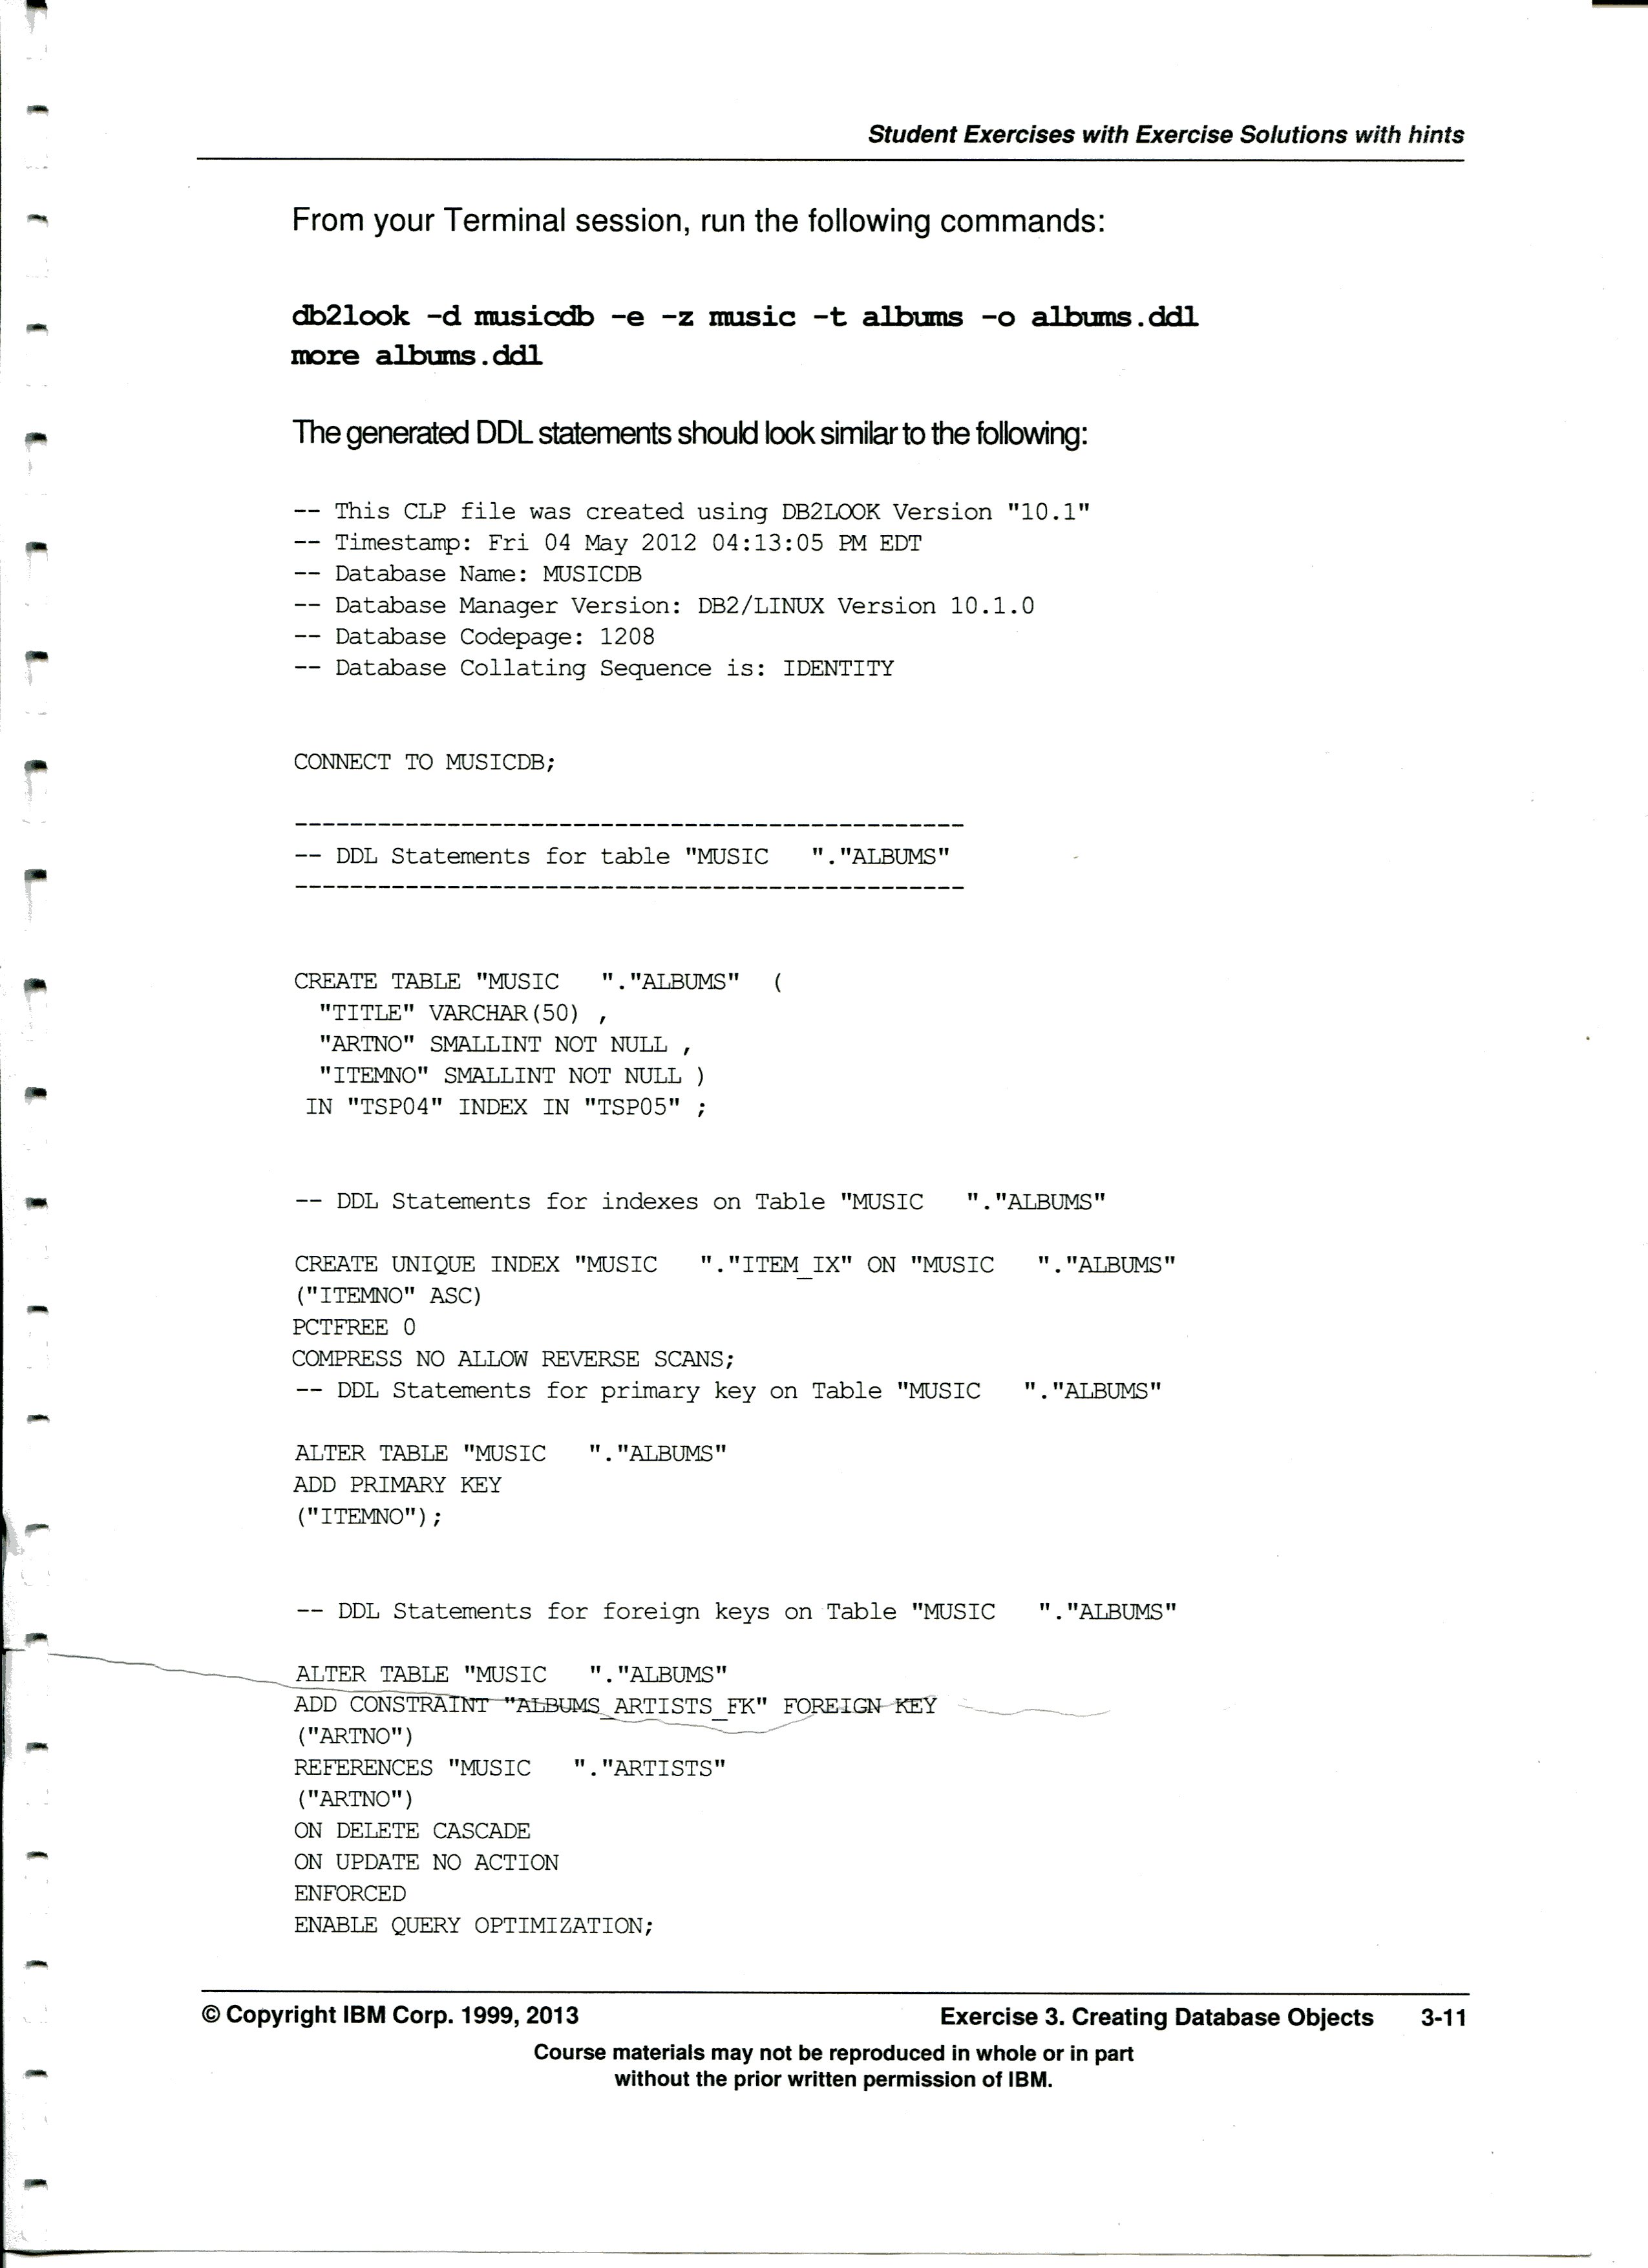 Student Exercises with Exercise Solutions with hints
From your Terminal session, run the following commands:
db2look -d musicdb -e -z music -t albums -o albums.ddl
more albums.ddl
The generated DDL statements should look similar to the following:
-- This CLP file was created using DB2LOOK Version "10.1"
-- Timestamp: Fri 04 May 2012 04:13:05 PM EDT
-- Database Name: MUSICDB
-- Database Manager Version: DB2/LINUX Version 10.1.0
-- Database Codepage: 1208
-- Database Collating Sequence is: IDENTITY
CONNECT TO MUSICDB;
------------------------------------------------
-- DDL Statements for table "MUSIC   "."ALBUMS"
------------------------------------------------
CREATE TABLE "MUSIC   "."ALBUMS"  (
"TITLE" VARCHAR(50) ,
"ARTNO" SMALLINT NOT NULL ,
"ITEMNO" SMALLINT NOT NULL )
IN "TSP04" INDEX IN "TSP05" ;
-- DDL Statements for indexes on Table "MUSIC   "."ALBUMS"
CREATE UNIQUE INDEX "MUSIC   "."ITEM_IX" ON "MUSIC   "."ALBUMS"
("ITEMNO" ASC)
PCTFREE 0
COMPRESS NO ALLOW REVERSE SCANS;
-- DDL Statements for primary key on Table "MUSIC   "."ALBUMS"
ALTER TABLE "MUSIC   "."ALBUMS"
ADD PRIMARY KEY
("ITEMNO");
-- DDL Statements for foreign keys on Table "MUSIC   "."ALBUMS"
ALTER TABLE "MUSIC   "."ALBUMS"
ADD CONSTRAINT "ALBUMS_ARTISTS_FK" FOREIGN KEY
("ARTNO")
REFERENCES "MUSIC   "."ARTISTS"
("ARTNO")
ON DELETE CASCADE
ON UPDATE NO ACTION
ENFORCED
ENABLE QUERY OPTIMIZATION;
© Copyright IBM Corp. 1999, 2013 Exercise 3. Creating Database Objects 3-11
Course materials may not be reproduced in whole or in part
without the prior written permission of IBM.